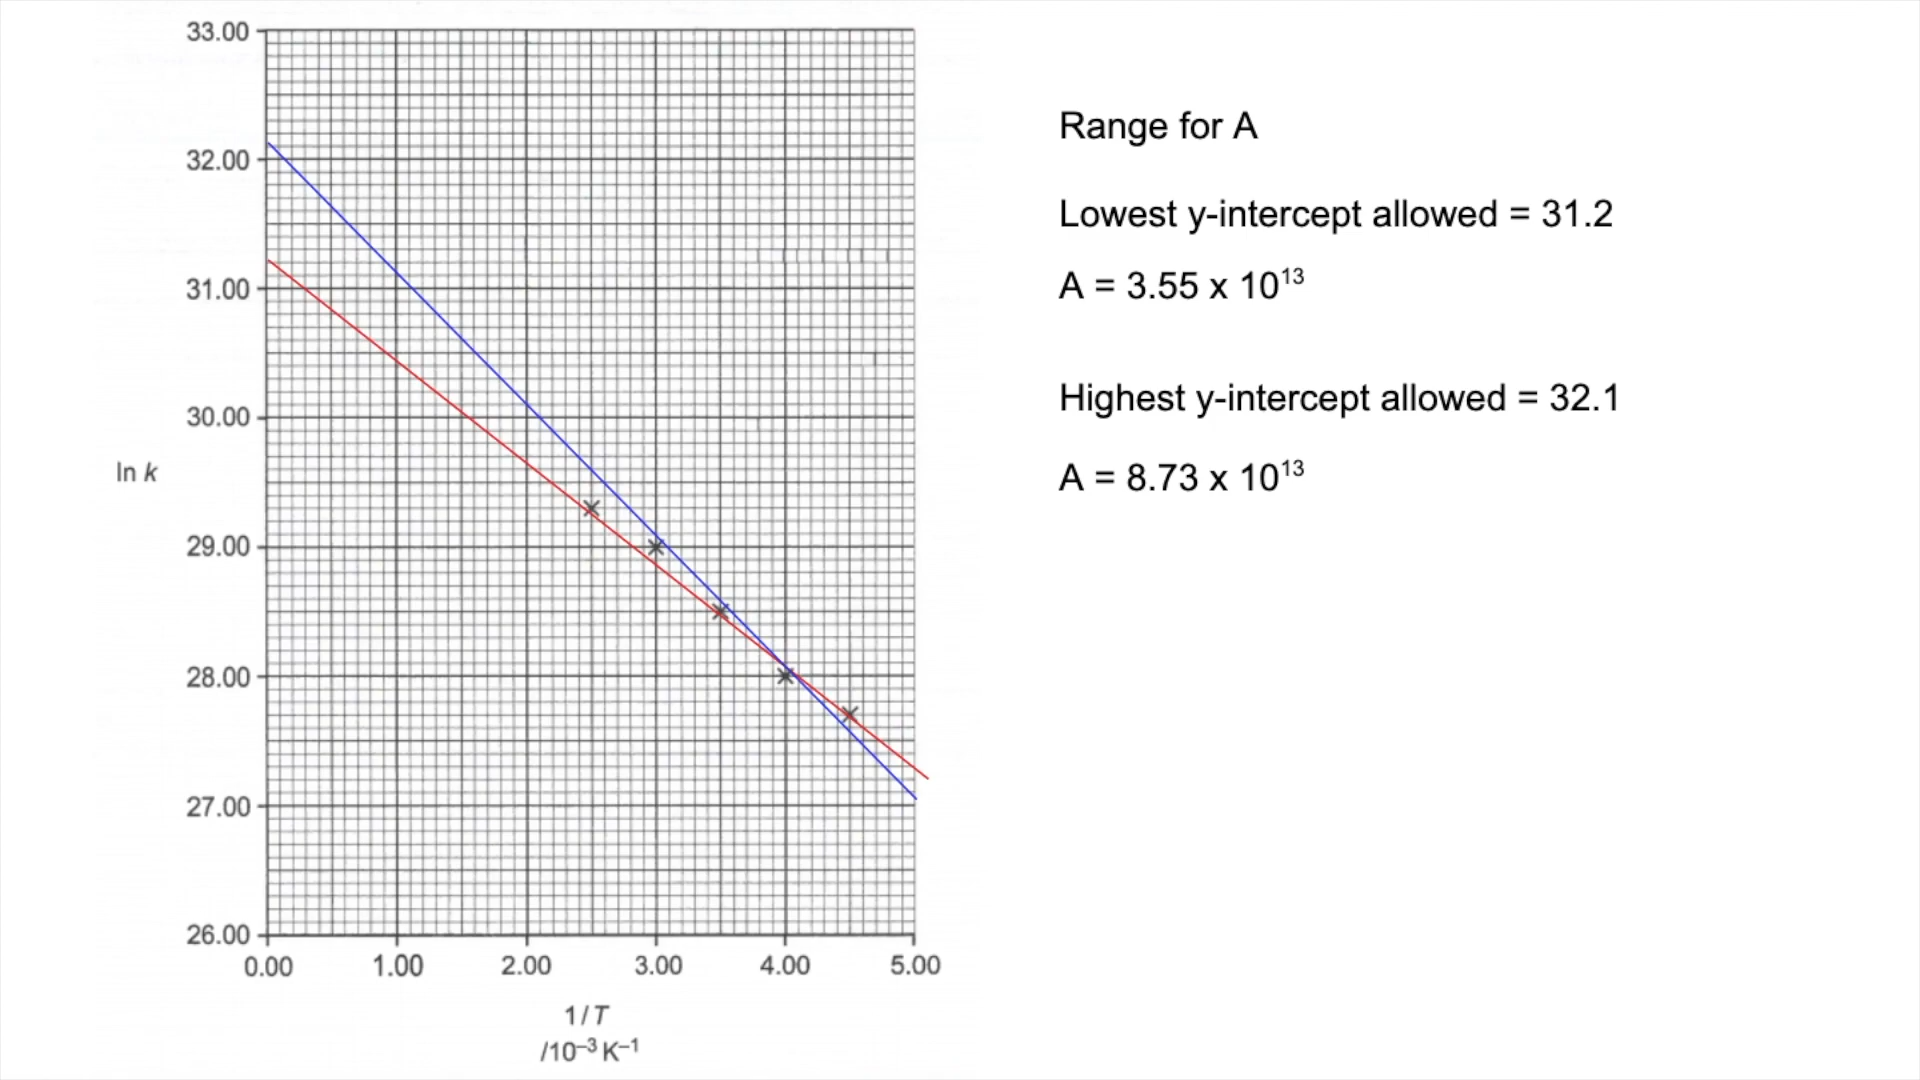 33.00
32.00
31.00
30.00
ln k
29.00
28.00
27.00
26.00
0.00 1.00 2.00 3.00 4.00 5.00
1/T
/10⁻³ K⁻¹
Range for A
Lowest y-intercept allowed = 31.2
A = 3.55 x 10¹³
Highest y-intercept allowed = 32.1
A = 8.73 x 10¹³